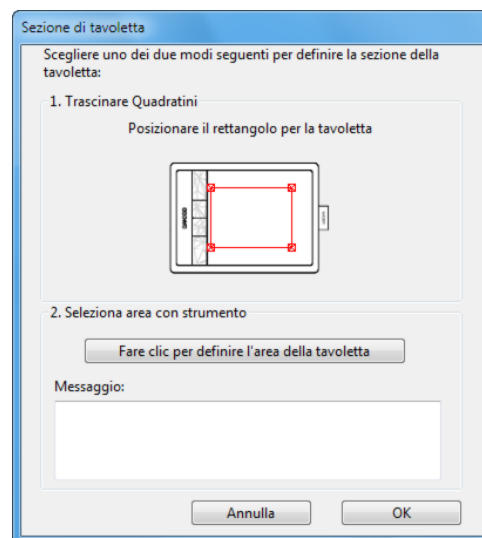 Sezione di tavoletta
Scegliere uno dei due modi seguenti per definire la sezione della
tavoletta:
1. Trascinare Quadratini
Posizionare il rettangolo per la tavoletta
2. Seleziona area con strumento
Fare clic per definire l'area della tavoletta
Messaggio:
Annulla
OK